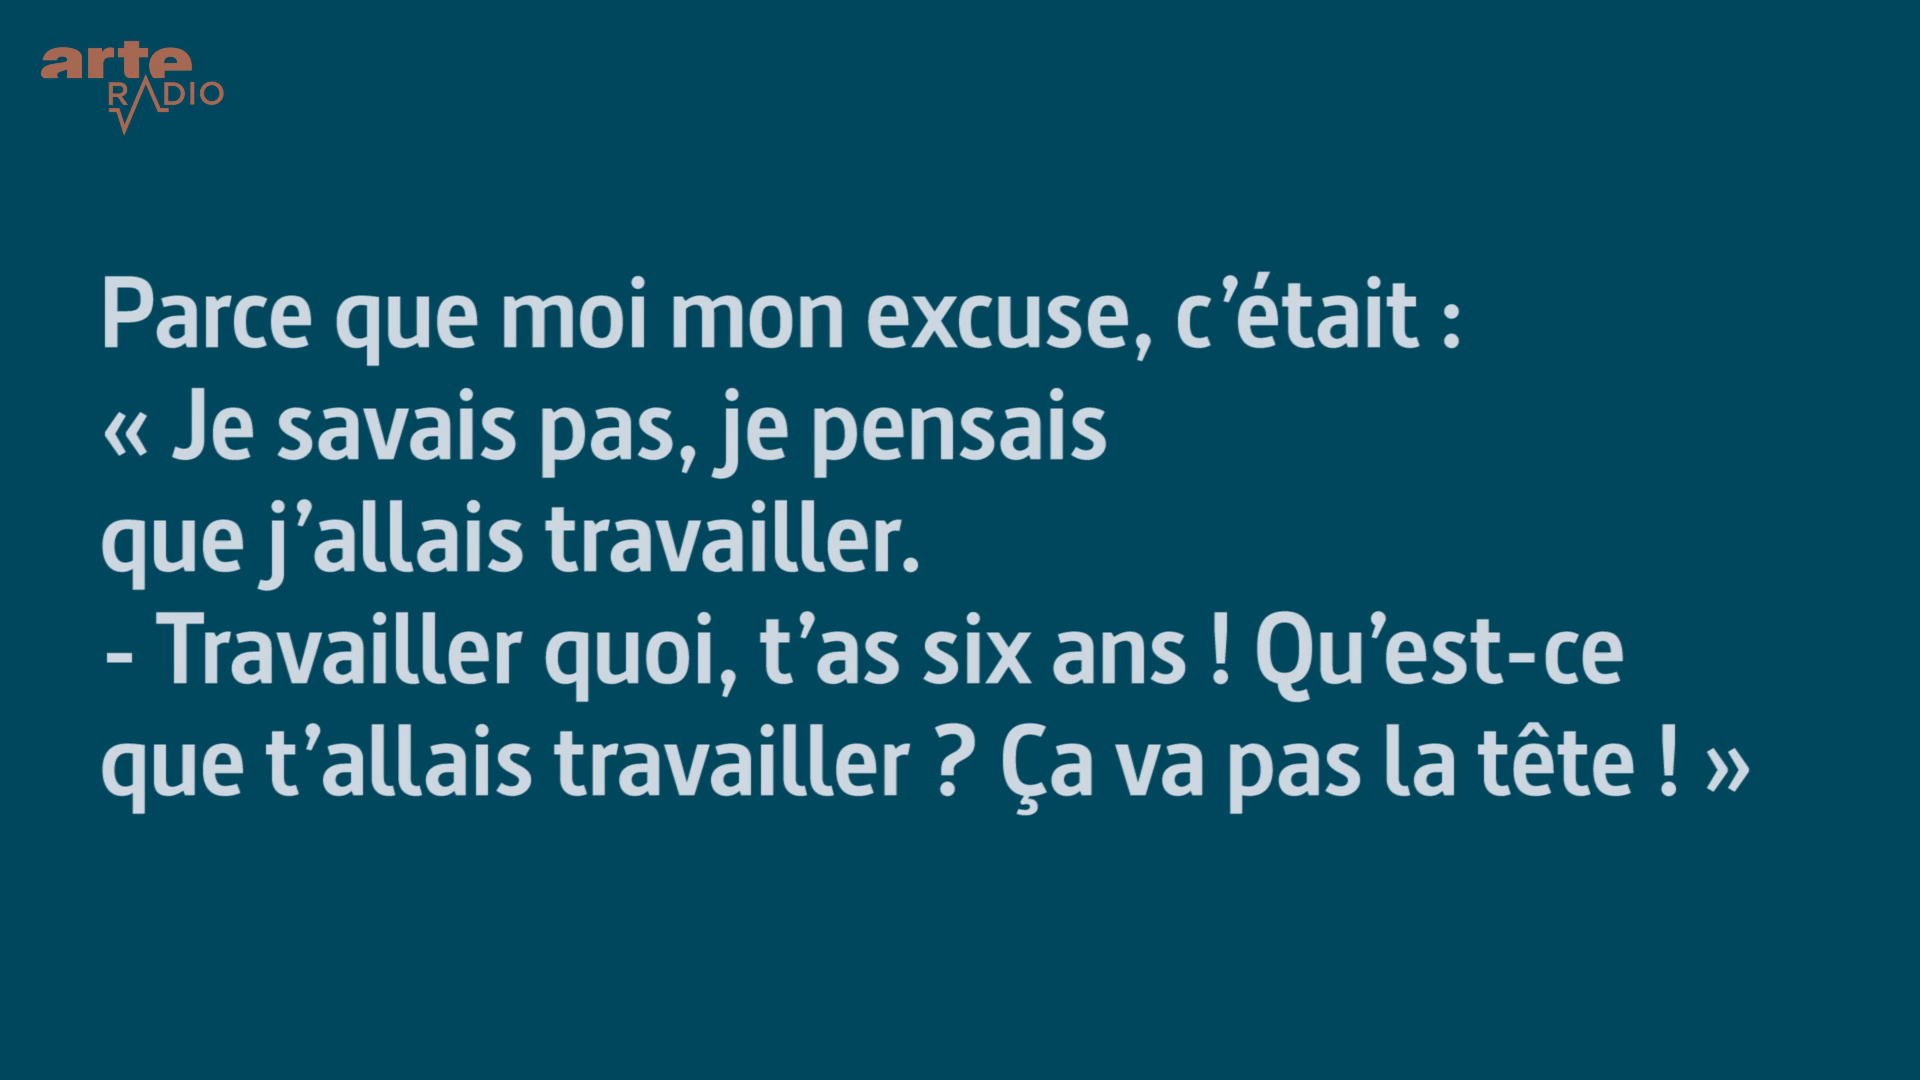 arte
RADIO
Parce que moi mon excuse, c’était :
« Je savais pas, je pensais
que j’allais travailler.
- Travailler quoi, t’as six ans ! Qu’est-ce
que t’allais travailler ? Ça va pas la tête ! »